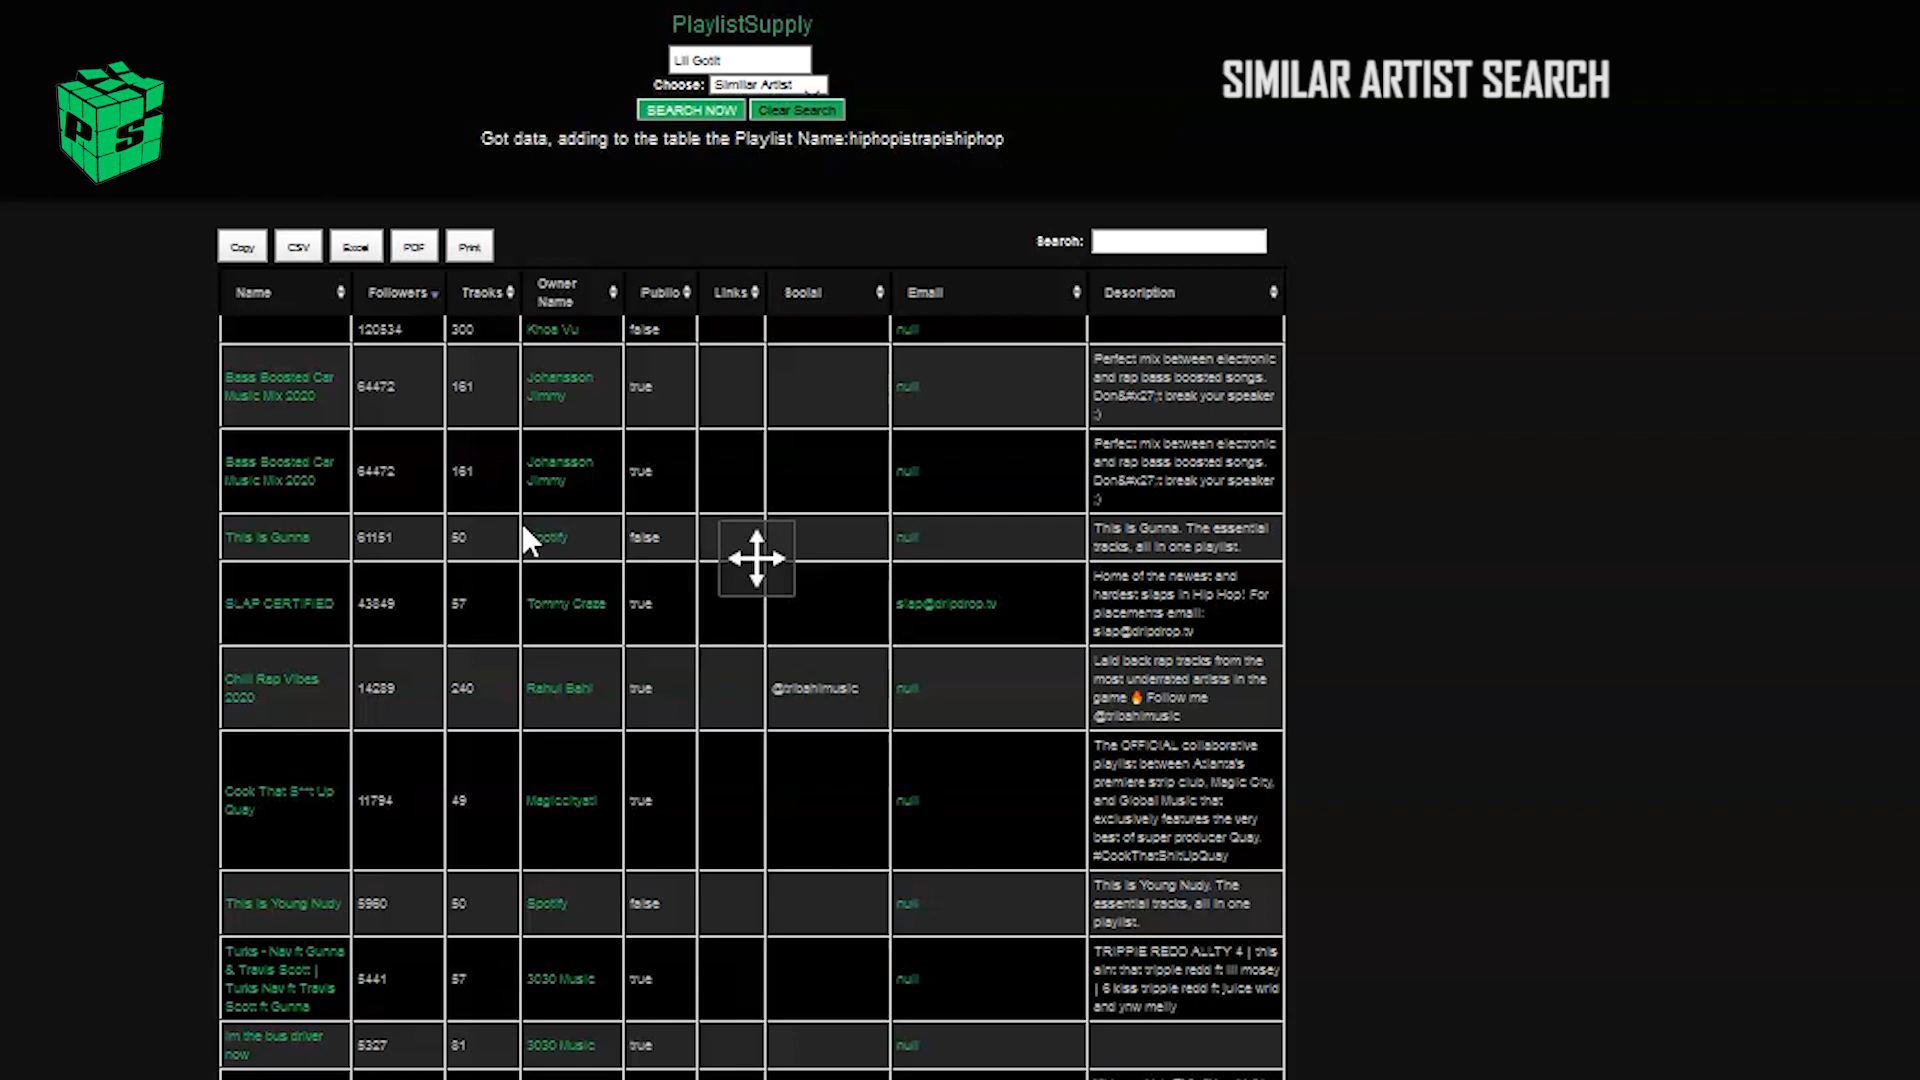 PlaylistSupply
Lil Gotit
Choose: Similar Artist
SEARCH NOW Clear Search
Got data, adding to the table the Playlist Name:hiphopistrapishiphop
SIMILAR ARTIST SEARCH
P S
Copy CSV Excel PDF Print
Search:
Name Followers Tracks Owner Name Public Links Social Email Description
120534 300 Khoa Vu false null
Bass Boosted Car Music Mix 2020 64472 161 Johansson Jimmy true null Perfect mix between electronic and rap bass boosted songs. Don&#x27;t break your speaker ;)
Bass Boosted Car Music Mix 2020 64472 161 Johansson Jimmy true null Perfect mix between electronic and rap bass boosted songs. Don&#x27;t break your speaker ;)
This Is Gunna 61151 50 false null This is Gunna. The essential tracks, all in one playlist.
SLAP CERTIFIED 43849 57 Tommy Craze true slap@dripdrop.tv Home of the newest and hardest slaps in Hip Hop! For placements email: slap@dripdrop.tv
Chill Rap Vibes 2020 14289 240 Rahul Bahl true @tribahlmusic null Laid back rap tracks from the most underrated artists in the game 🔥 Follow me @tribahlmusic
Cook That S**t Up Quay 11794 49 Magiccityatl true null The OFFICIAL collaborative playlist between Atlanta's premiere strip club, Magic City, and Global Music that exclusively features the very best of super producer Quay. #CookThatShitUpQuay
This Is Young Nudy 5960 50 Spotify false null This is Young Nudy. The essential tracks, all in one playlist.
Turks - Nav ft Gunna & Travis Scott | Turks Nav ft Travis Scott ft Gunna 5441 57 3030 Music true null TRIPPIE REDD ALLTY 4 | this aint that trippie redd ft lil mosey | 6 kiss trippie redd ft juice wrld and ynw melly
Im the bus driver now 5327 81 3030 Music true null